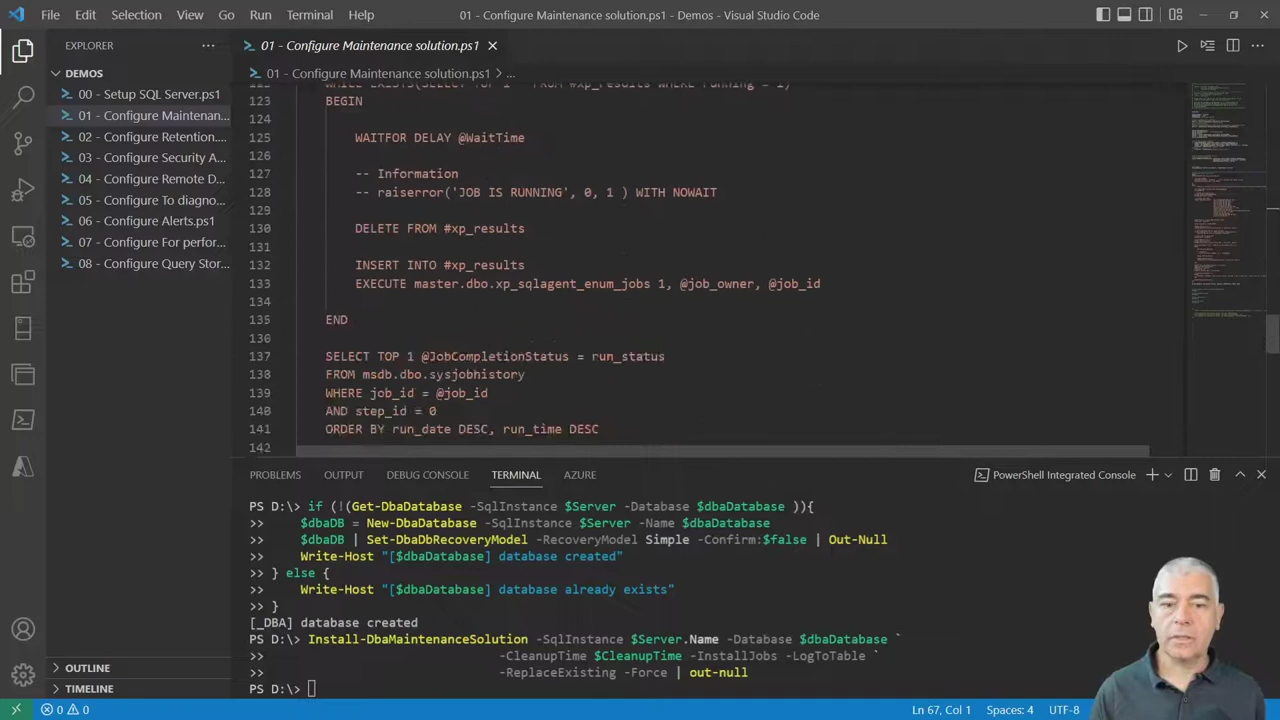 File Edit Selection View Go Run Terminal Help
01 - Configure Maintenance solution.ps1 - Demos - Visual Studio Code
EXPLORER
DEMOS
00 - Setup SQL Server.ps1
01 - Configure Maintenan...
02 - Configure Retention....
03 - Configure Security A...
04 - Configure Remote D...
05 - Configure To diagno...
06 - Configure Alerts.ps1
07 - Configure For perfor...
08 - Configure Query Stor...
OUTLINE
TIMELINE
01 - Configure Maintenance solution.ps1
01 - Configure Maintenance solution.ps1 > ...
123 BEGIN
124
125 WAITFOR DELAY @WaitTime
126
127 -- Information
128 -- raiserror('JOB IS RUNNING', 0, 1 ) WITH NOWAIT
129
130 DELETE FROM #xp_results
131
132 INSERT INTO #xp_results
133 EXECUTE master.dbo.xp_sqlagent_enum_jobs 1, @job_owner, @job_id
134
135 END
136
137 SELECT TOP 1 @JobCompletionStatus = run_status
138 FROM msdb.dbo.sysjobhistory
139 WHERE job_id = @job_id
140 AND step_id = 0
141 ORDER BY run_date DESC, run_time DESC
142
PROBLEMS OUTPUT DEBUG CONSOLE TERMINAL AZURE
PowerShell Integrated Console
PS D:\> if (!(Get-DbaDatabase -SqlInstance $Server -Database $dbaDatabase )){
>> $dbaDB = New-DbaDatabase -SqlInstance $Server -Name $dbaDatabase
>> $dbaDB | Set-DbaDbRecoveryModel -RecoveryModel Simple -Confirm:$false | Out-Null
>> Write-Host "[$dbaDatabase] database created"
>> } else {
>> Write-Host "[$dbaDatabase] database already exists"
>> }
[_DBA] database created
PS D:\> Install-DbaMaintenanceSolution -SqlInstance $Server.Name -Database $dbaDatabase `
>> -CleanupTime $CleanupTime -InstallJobs -LogToTable `
>> -ReplaceExisting -Force | out-null
PS D:\>
0 0
Ln 67, Col 1 Spaces: 4 UTF-8